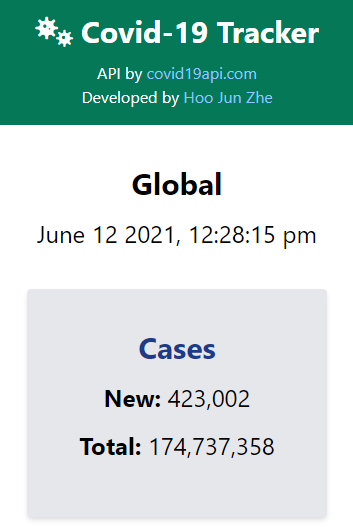 Covid-19 Tracker
API by covid19api.com
Developed by Hoo Jun Zhe
Global
June 12 2021, 12:28:15 pm
Cases
New: 423,002
Total: 174,737,358